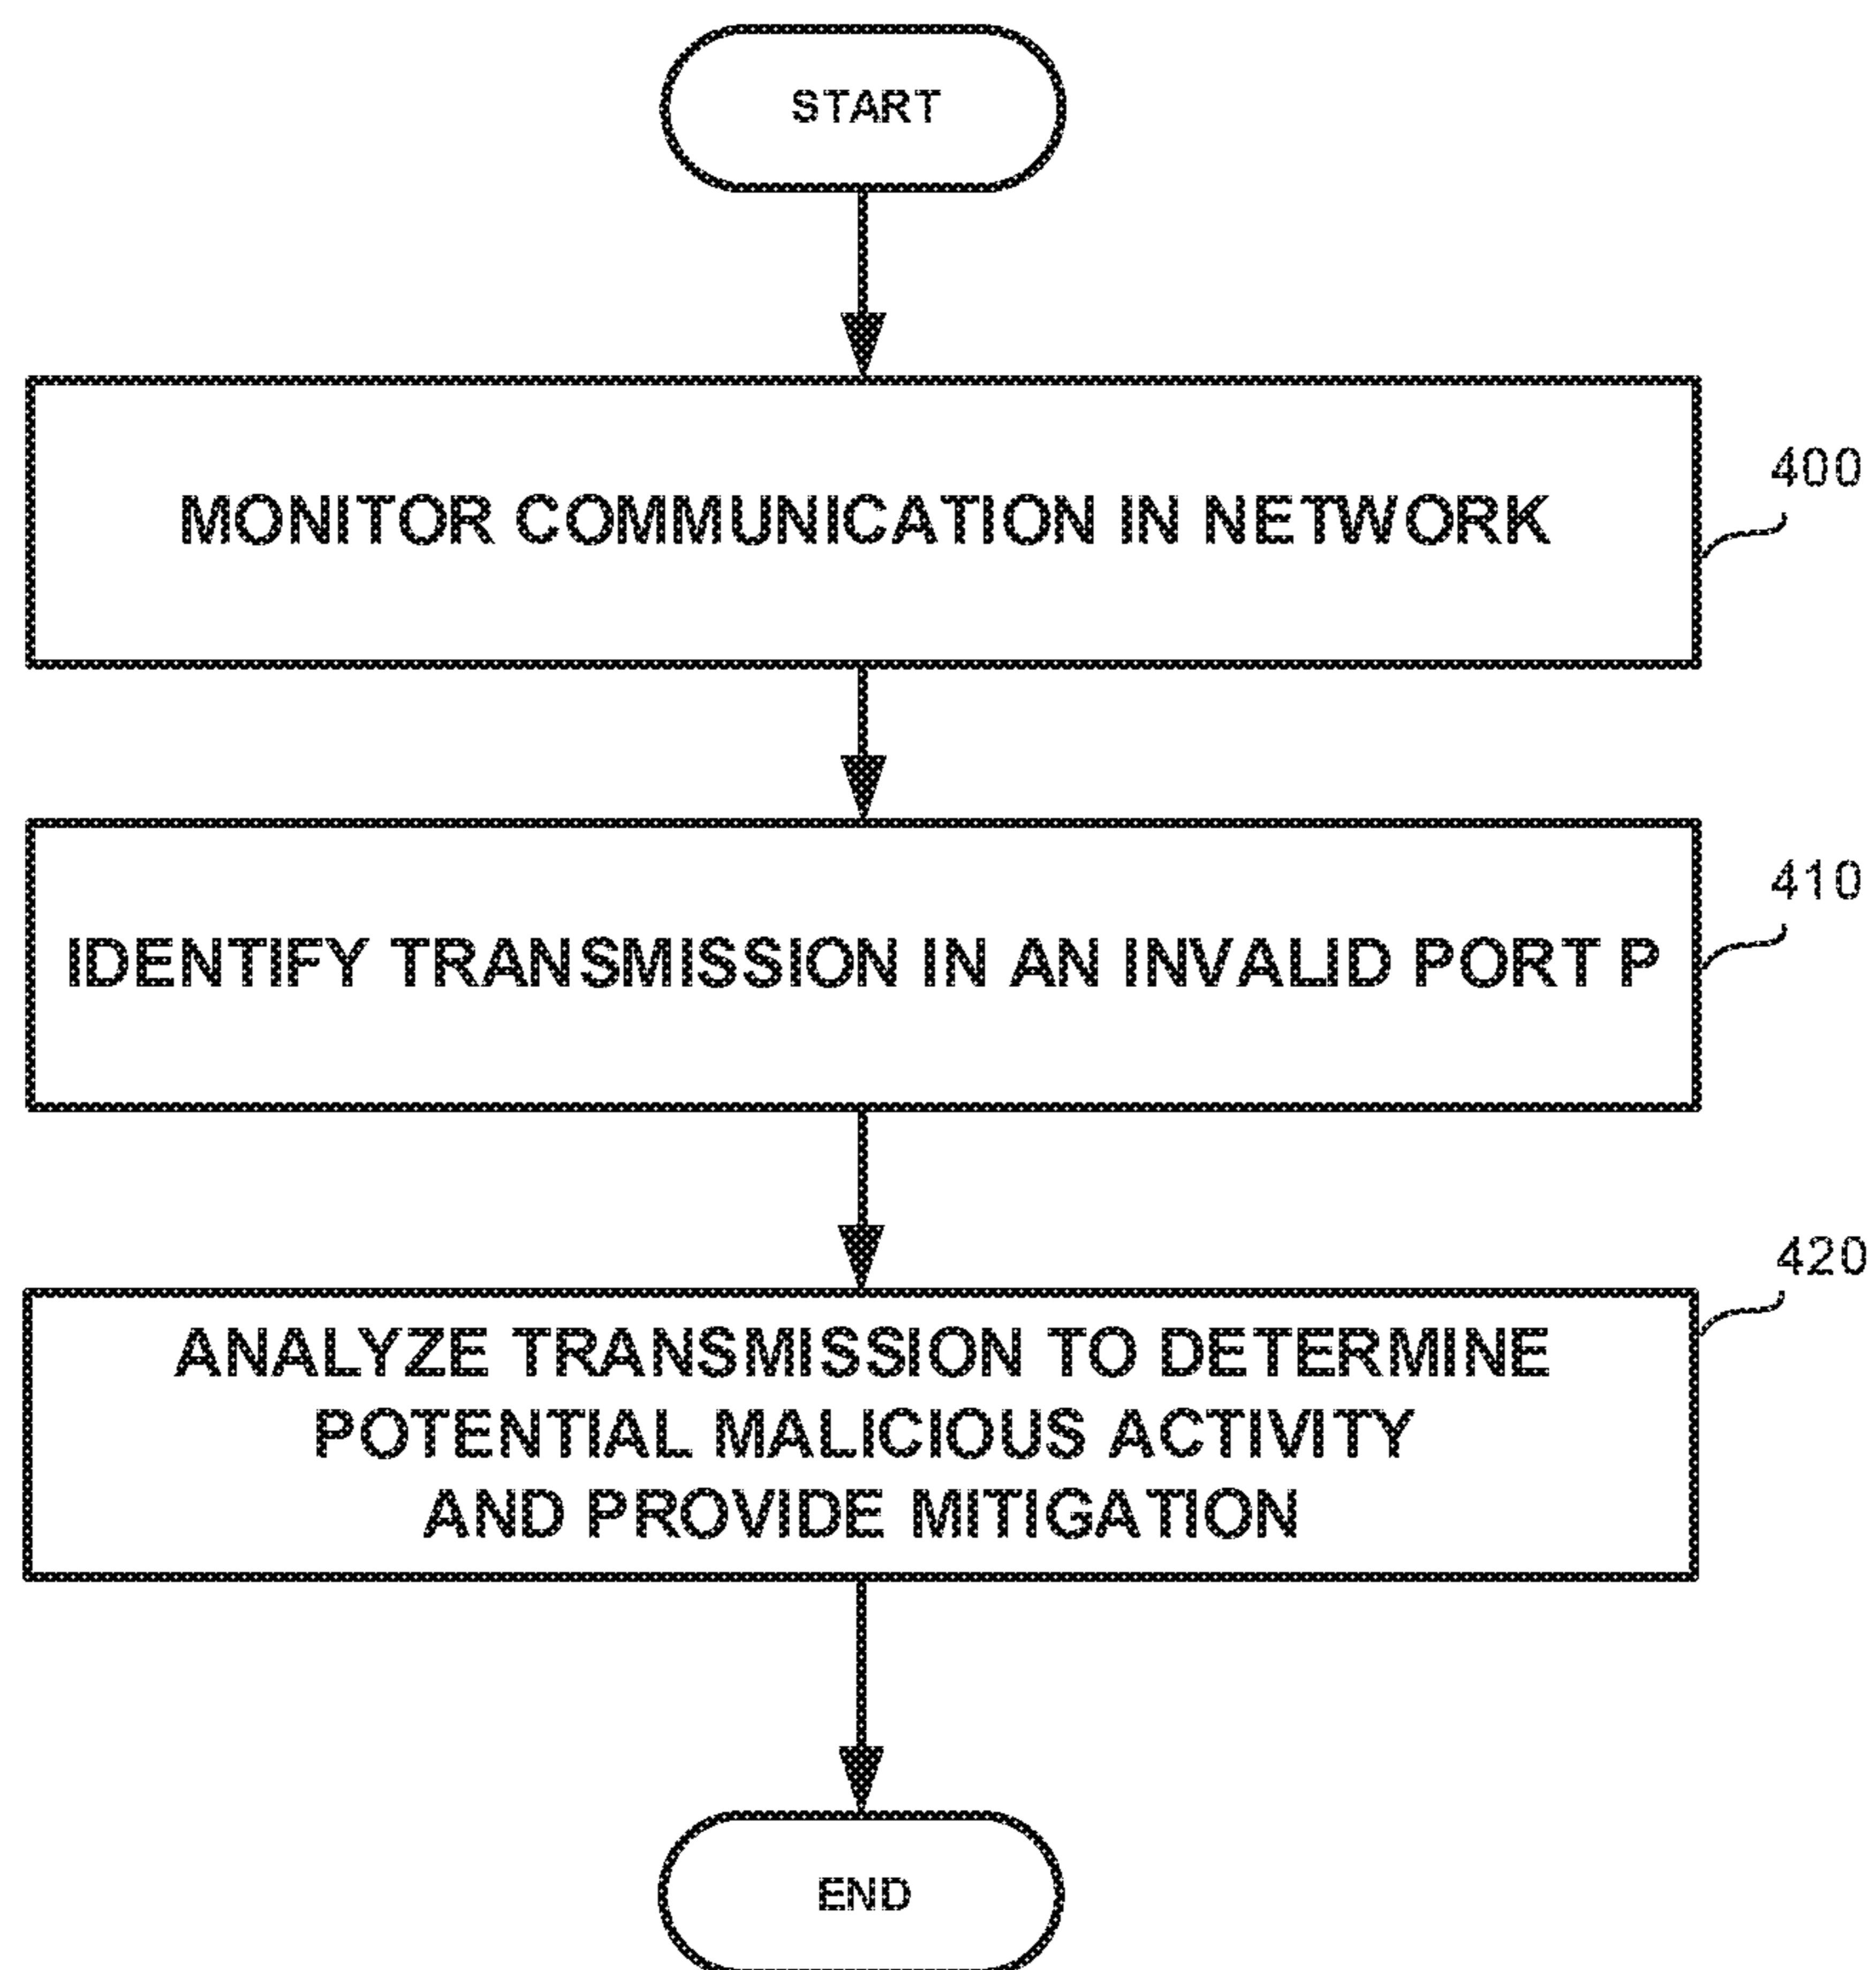 START
MONITOR COMMUNICATION IN NETWORK
400
IDENTIFY TRANSMISSION IN AN INVALID PORT P
410
420
ANALYZE TRANSMISSION TO DETERMINE
POTENTIAL MALICIOUS ACTIVITY
AND PROVIDE MITIGATION
END